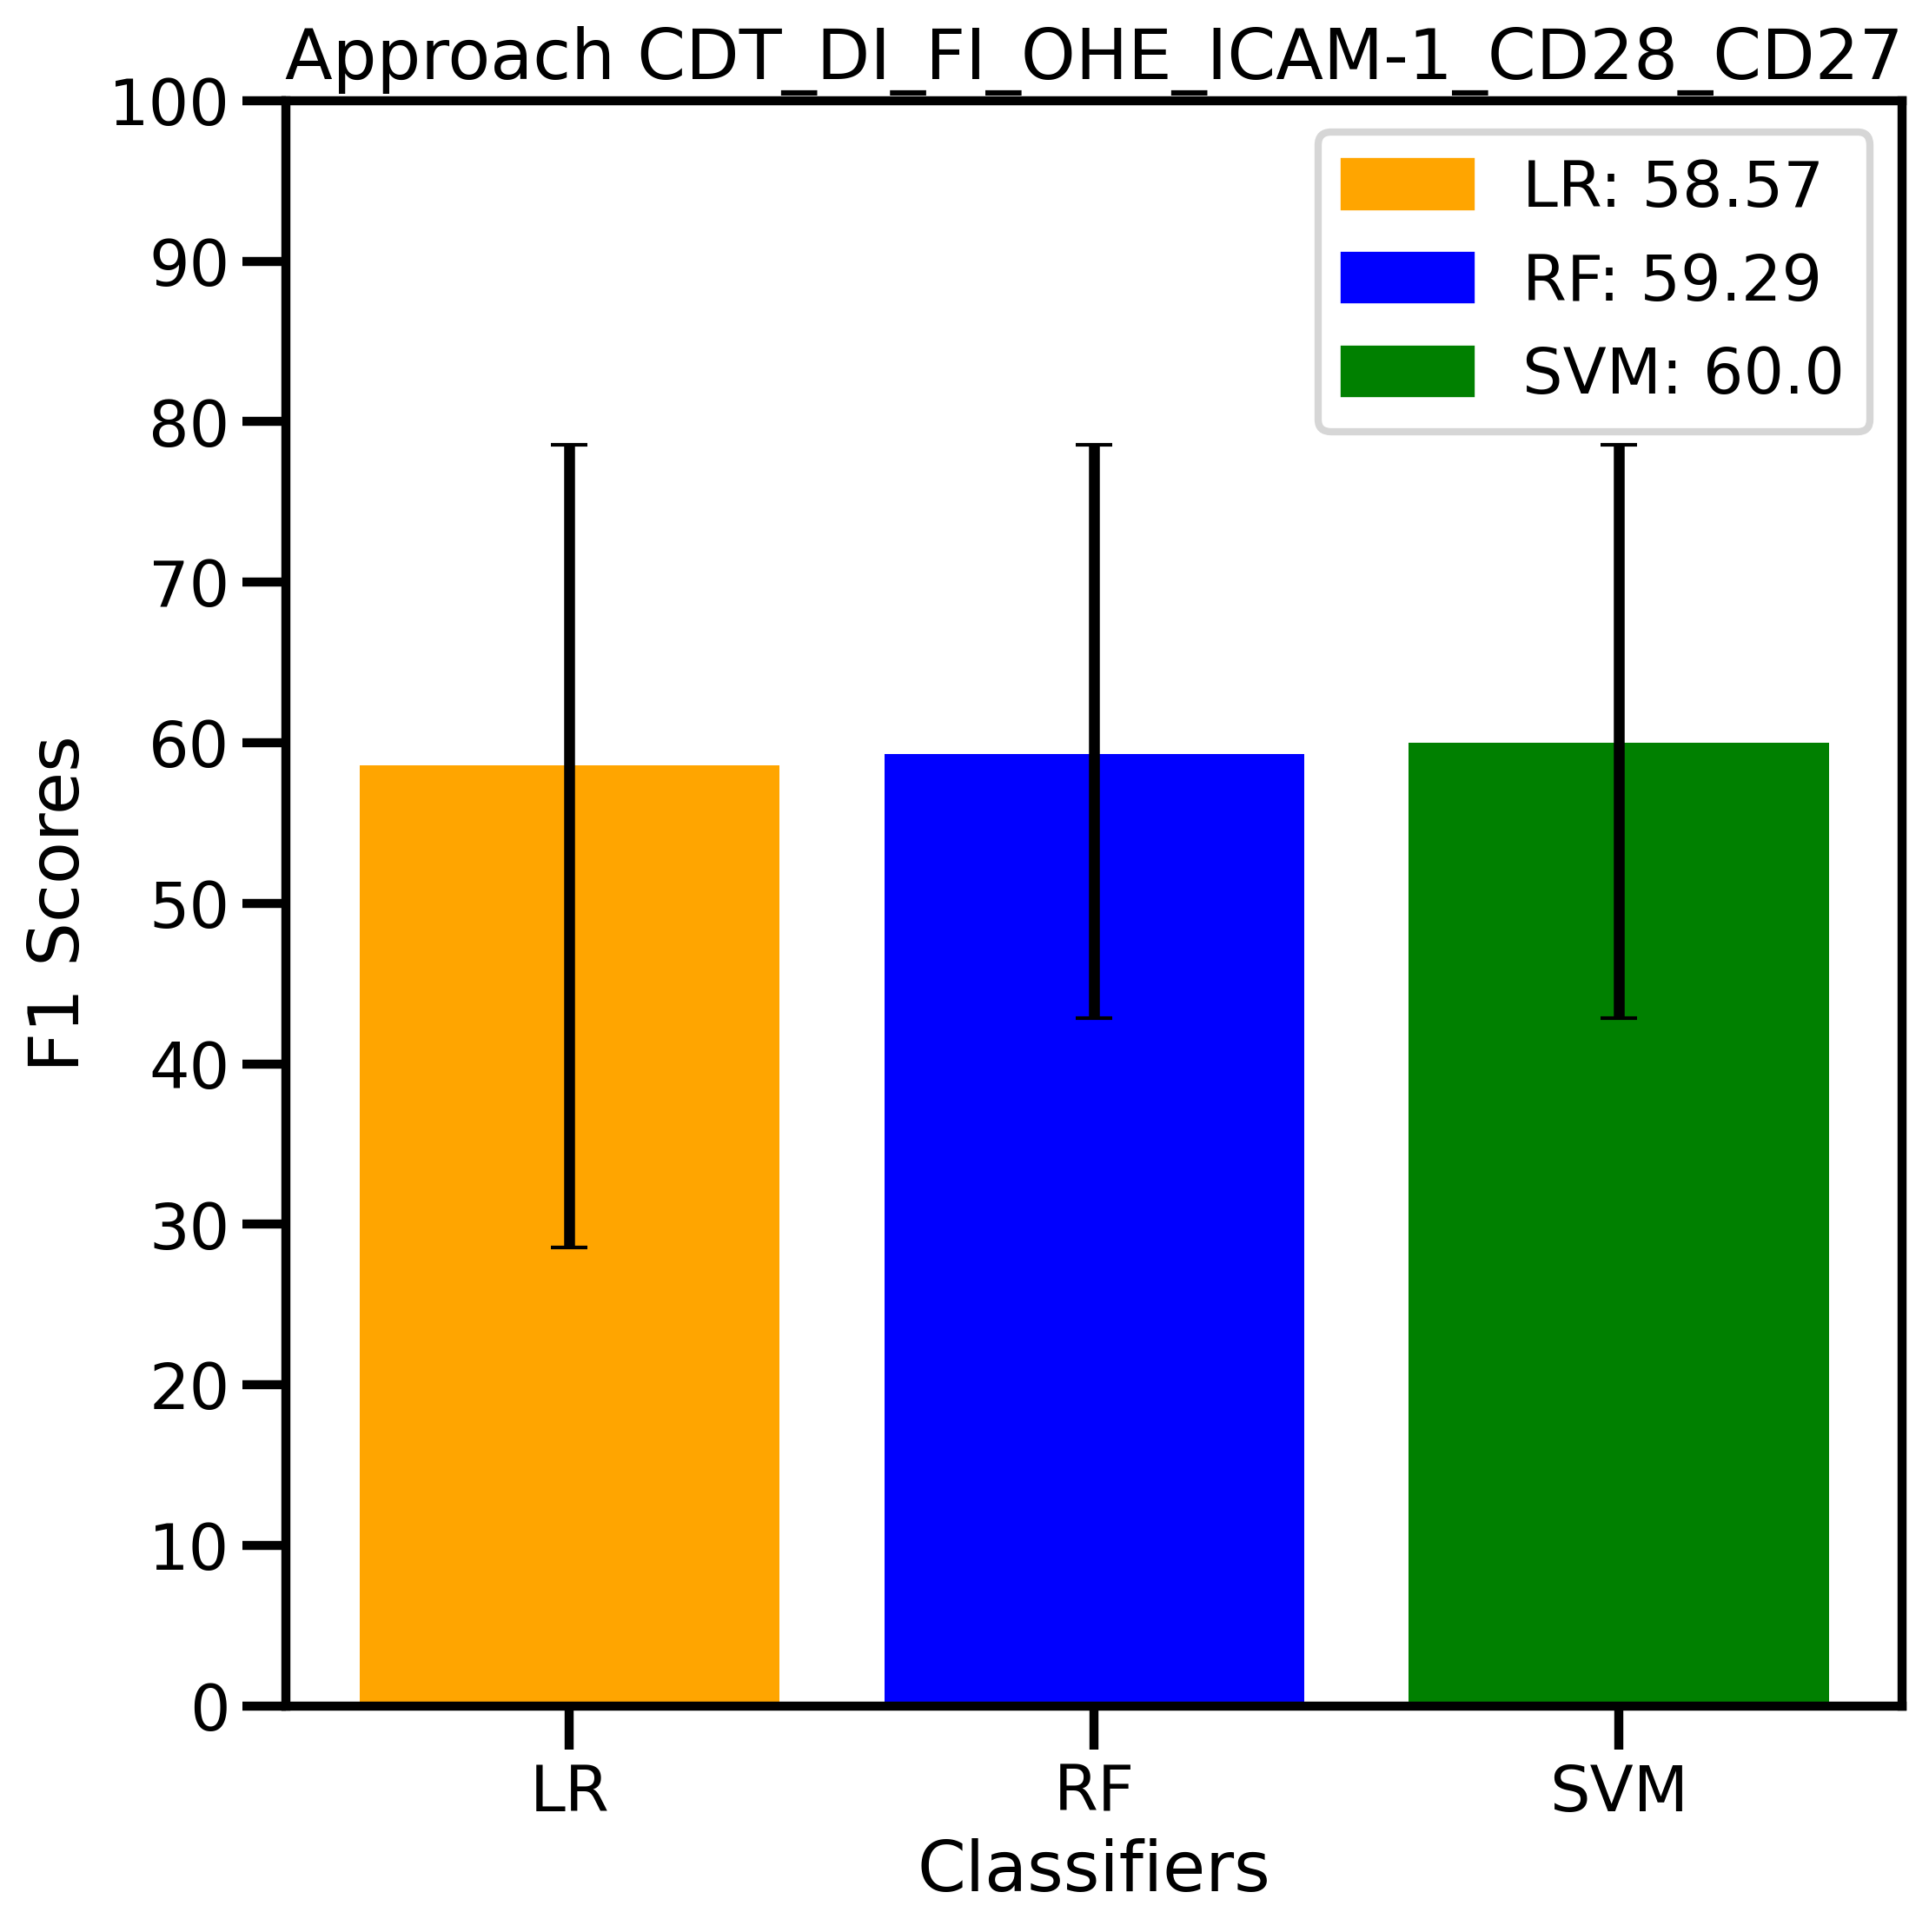 Approach CDT_DI_FI_OHE_ICAM-1_CD28_CD27
100
90
80
70
60
50
40
30
20
10
0
F1 Scores
LR: 58.57
RF: 59.29
SVM: 60.0
LR
RF
SVM
Classifiers